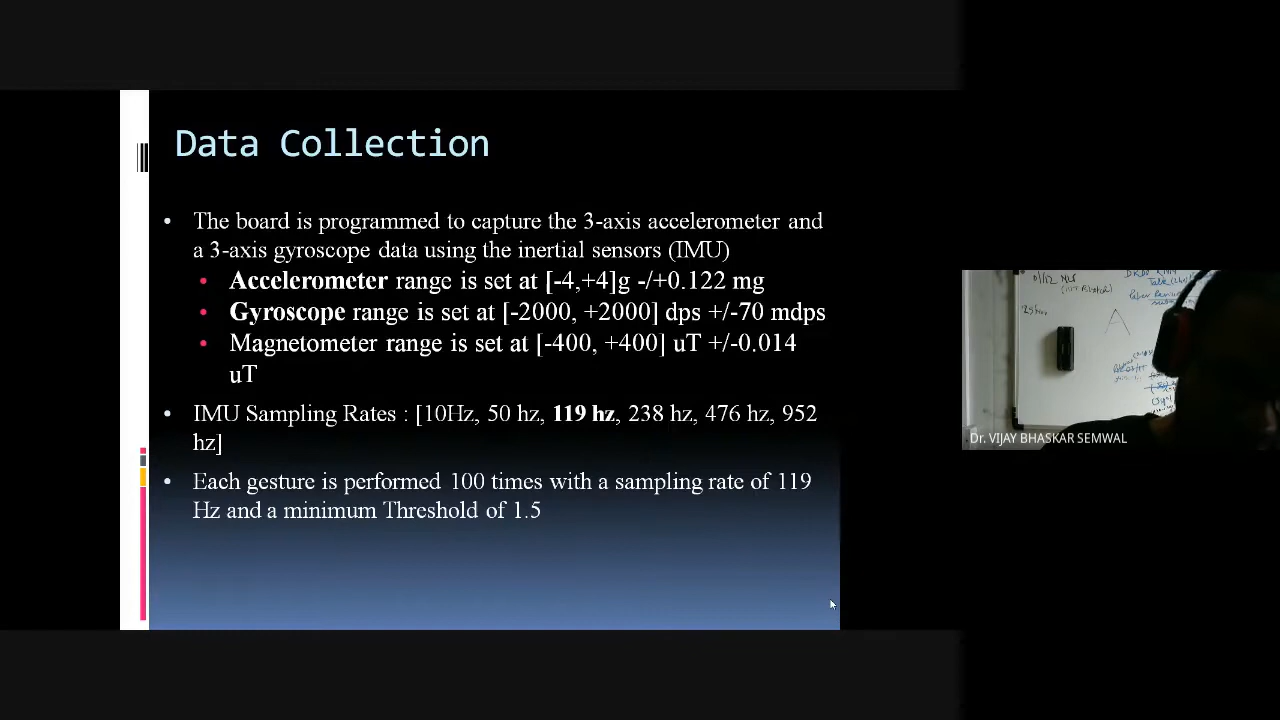 Data Collection
• The board is programmed to capture the 3-axis accelerometer and
a 3-axis gyroscope data using the inertial sensors (IMU)
• Accelerometer range is set at [-4,+4]g -/+0.122 mg
• Gyroscope range is set at [-2000, +2000] dps +/-70 mdps
• Magnetometer range is set at [-400, +400] uT +/-0.014
uT
• IMU Sampling Rates : [10Hz, 50 hz, 119 hz, 238 hz, 476 hz, 952
hz]
• Each gesture is performed 100 times with a sampling rate of 119
Hz and a minimum Threshold of 1.5
A
Dr. VIJAY BHASKAR SEMWAL